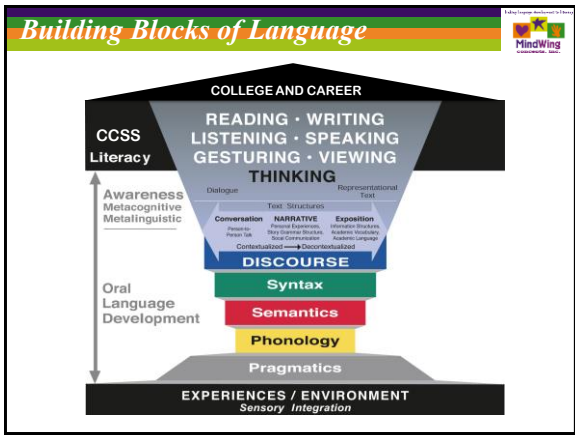 Building Blocks of Language
MindWing
concepts, inc.
COLLEGE AND CAREER
READING · WRITING
LISTENING · SPEAKING
GESTURING · VIEWING
THINKING
CCSS
Literacy
Dialogue
Representational
Text
Text Structures
Awareness
Metacognitive
Metalinguistic
Conversation
Person-to-
Person Talk
NARRATIVE
Personal Experiences,
Story Grammar Structure,
Social Communication
Exposition
Information Structures,
Academic Vocabulary,
Academic Language
Contextualized → Decontextualized
DISCOURSE
Oral
Language
Development
Syntax
Semantics
Phonology
Pragmatics
EXPERIENCES / ENVIRONMENT
Sensory Integration